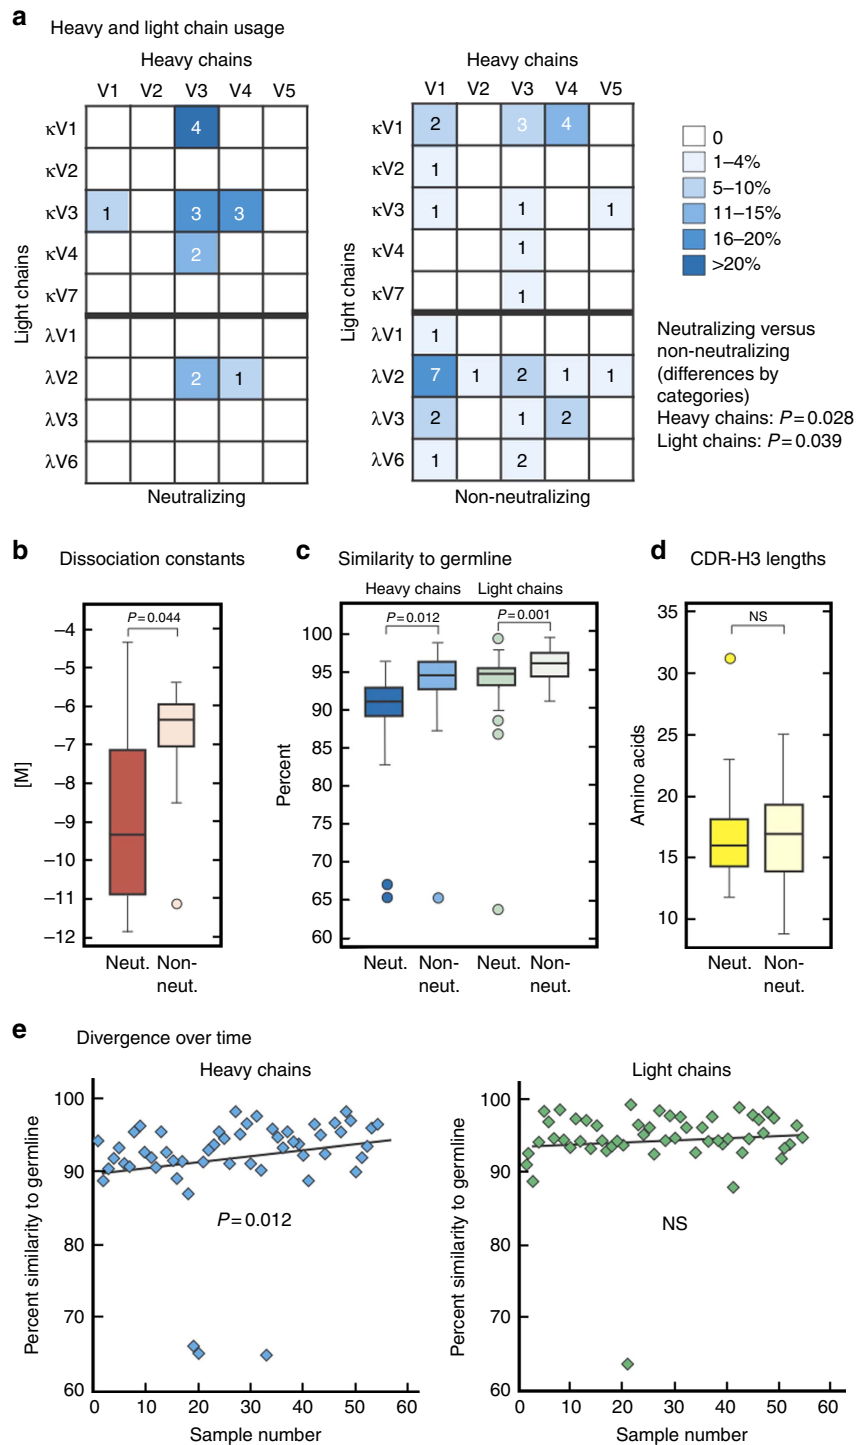 a
Heavy and light chain usage
Heavy chains
V1 V2 V3 V4 V5
Light chains
κV1 4
κV2
κV3 1 3 3
κV4 2
κV7
λV1
λV2 2 1
λV3
λV6
Neutralizing
Heavy chains
V1 V2 V3 V4 V5
Light chains
κV1 2 3 4
κV2 1
κV3 1 1 1
κV4 1
κV7 1
λV1 1
λV2 7 1 2 1 1
λV3 2 1 2
λV6 1 2
Non-neutralizing
0
1–4%
5–10%
11–15%
16–20%
>20%
Neutralizing versus
non-neutralizing
(differences by
categories)
Heavy chains: P=0.028
Light chains: P=0.039
b
Dissociation constants
P=0.044
[M]
–4
–5
–6
–7
–8
–9
–10
–11
–12
Neut. Non-
neut.
c
Similarity to germline
Heavy chains Light chains
P=0.012 P=0.001
Percent
100
95
90
85
80
75
70
65
60
Neut. Non-
neut.
Neut. Non-
neut.
d
CDR-H3 lengths
NS
Amino acids
35
30
25
20
15
10
Neut. Non-
neut.
e
Divergence over time
Heavy chains
Percent similarity to germline
100
90
80
70
60
P=0.012
0 10 20 30 40 50 60
Sample number
Light chains
Percent similarity to germline
100
90
80
70
60
NS
0 10 20 30 40 50 60
Sample number